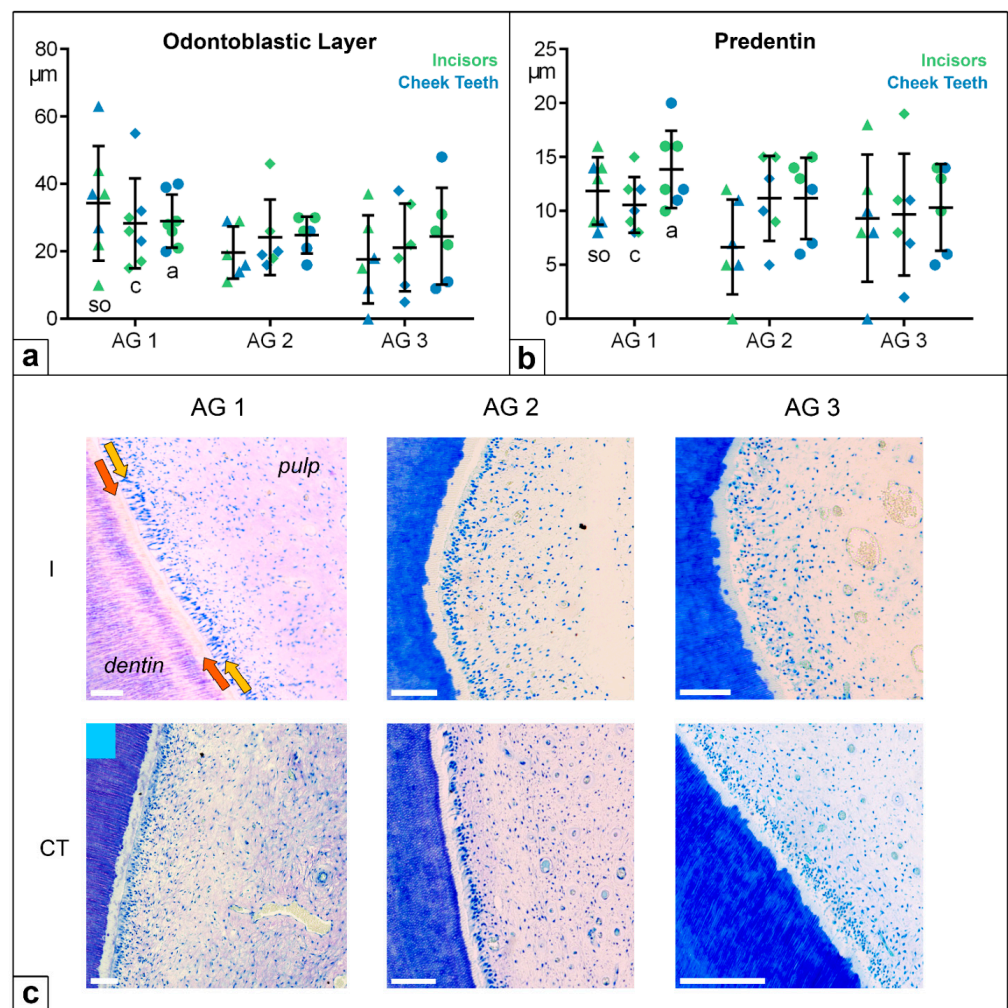 Odontoblastic Layer
Incisors
Cheek Teeth
80
µm
60
40
20
0
so
c
a
AG 1
AG 2
AG 3
a
Predentin
Incisors
Cheek Teeth
25
µm
20
15
10
5
0
so
c
a
AG 1
AG 2
AG 3
b
AG 1
AG 2
AG 3
I
pulp
dentin
CT
c